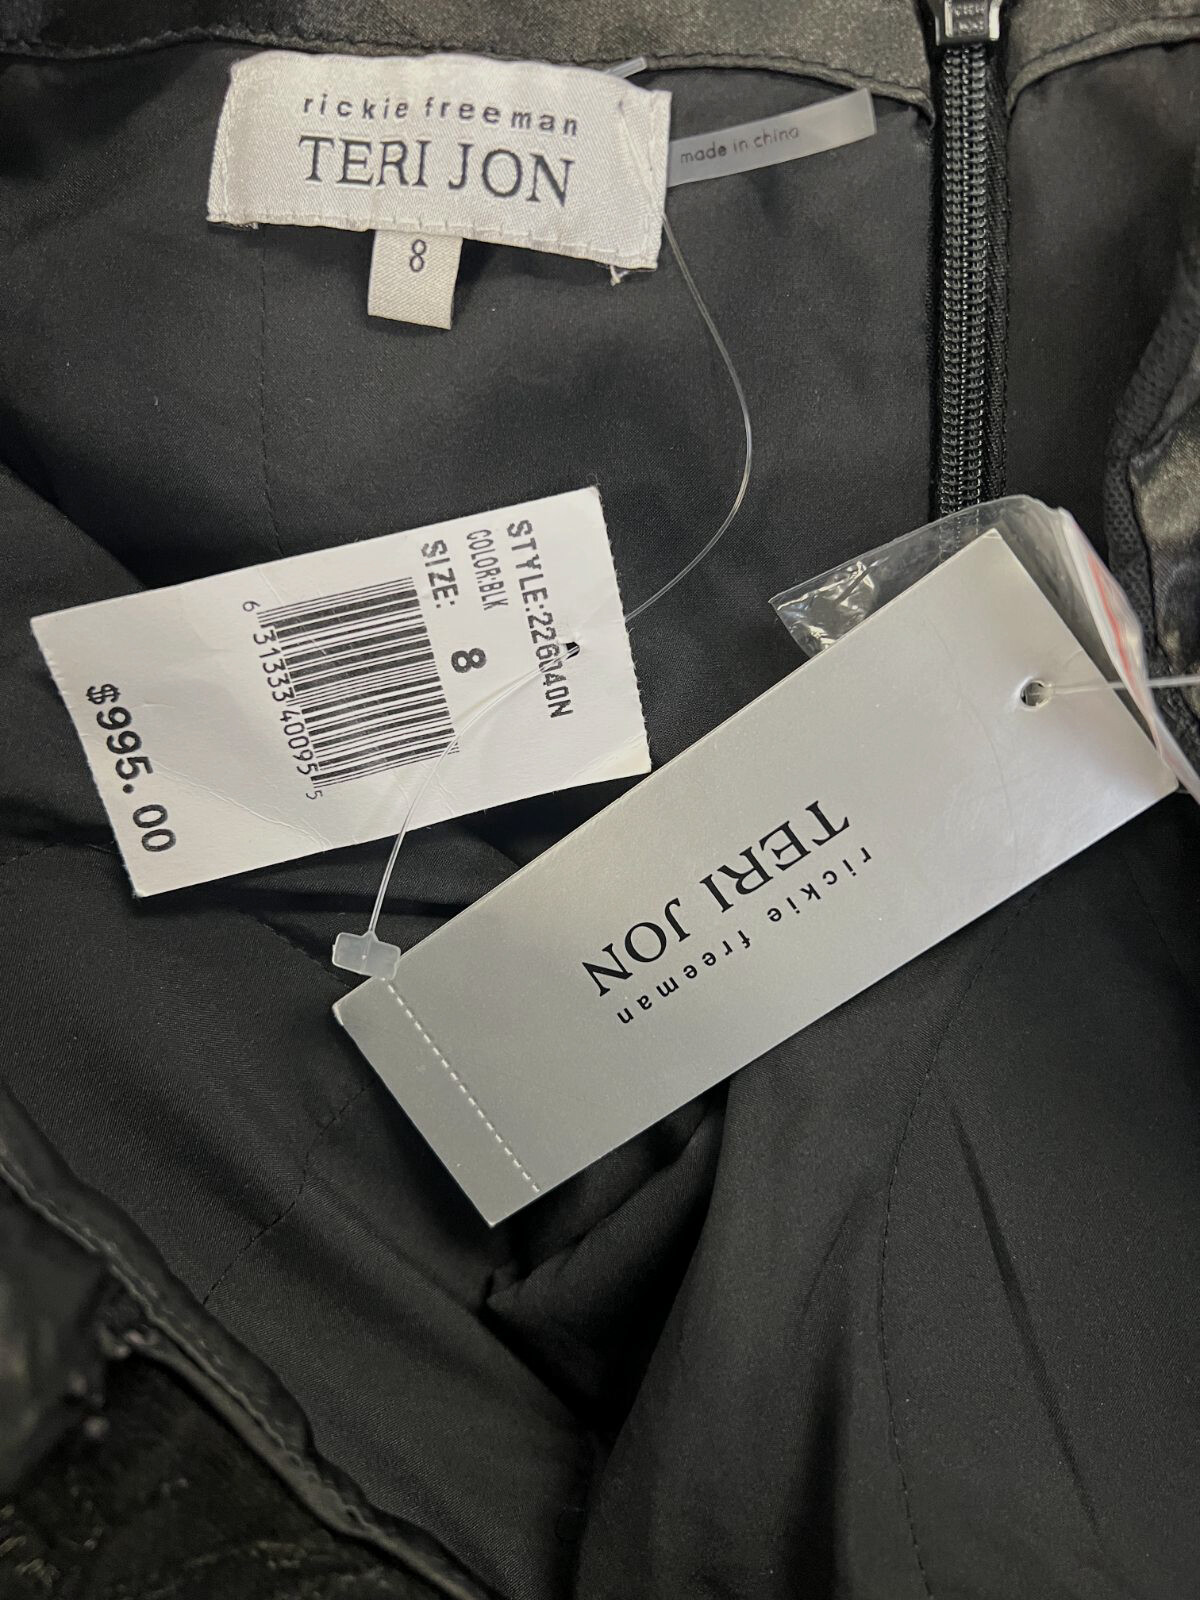 rickie freeman
TERI JON
made in china
8
STYLE:226040N
COLOR:BLK
SIZE: 8
6 31333 40095 5
$995.00
TERI JON
rickie freeman